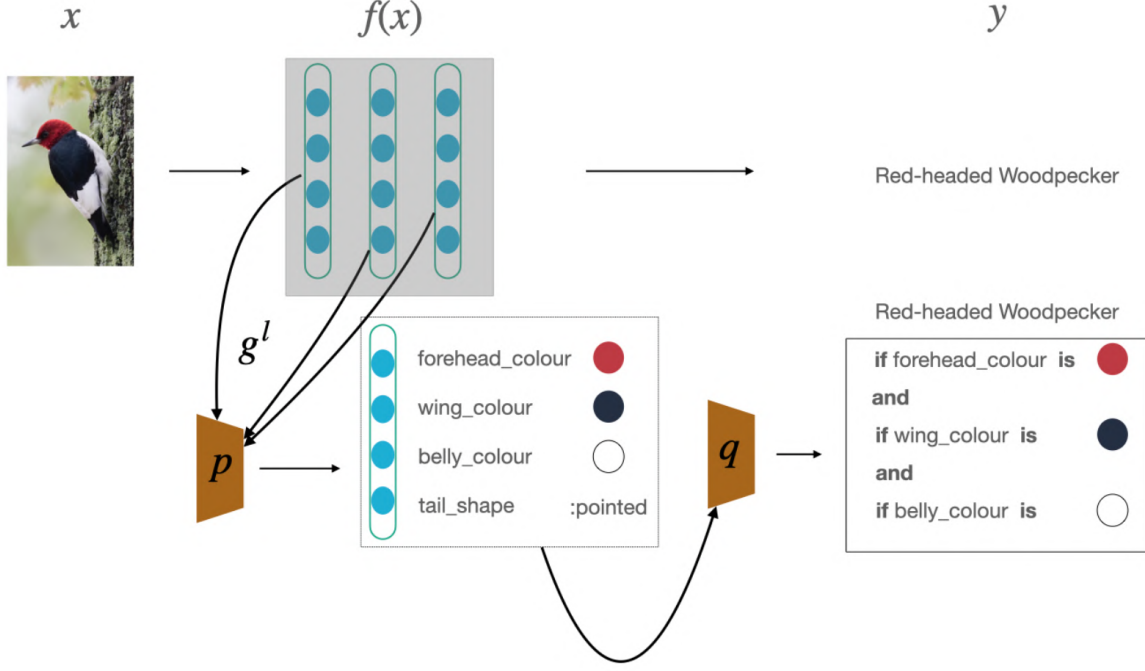 x
f(x)
y
Red-headed Woodpecker
g^l
p
forehead_colour
wing_colour
belly_colour
tail_shape :pointed
q
Red-headed Woodpecker
if forehead_colour is
and
if wing_colour is
and
if belly_colour is